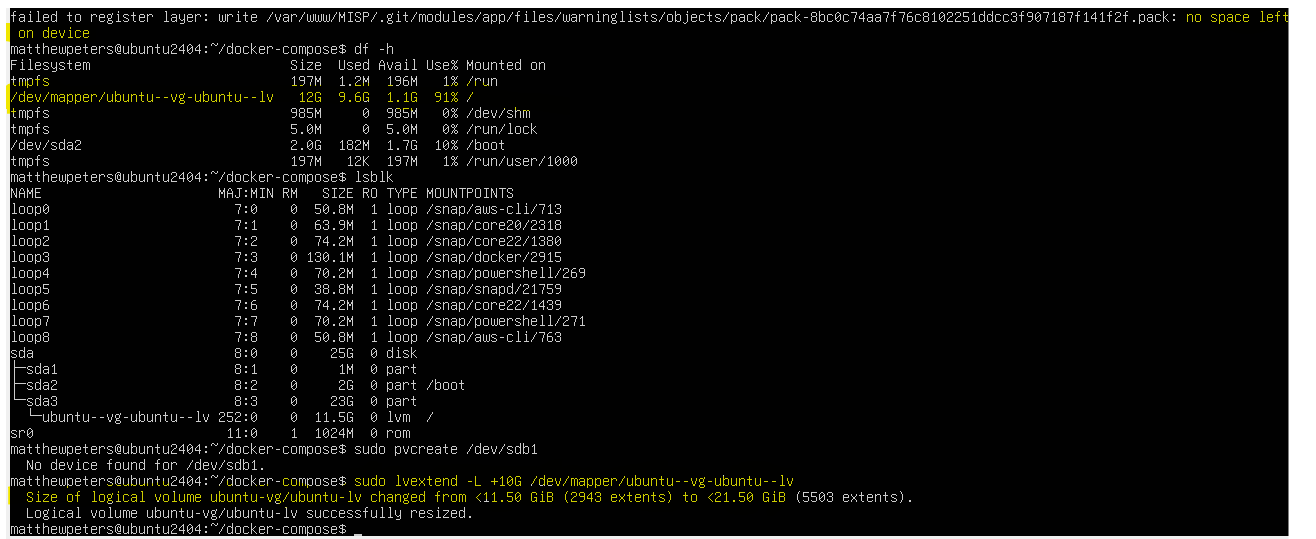 failed to register layer: write /var/www/MISP/.git/modules/app/files/warninglists/objects/pack/pack-8bc0c74aa7f76c8102251ddcc3f907187f141f2f.pack: no space left
on device
matthewpeters@ubuntu2404:~/docker-compose$ df -h
Filesystem Size Used Avail Use% Mounted on
tmpfs 197M 1.2M 196M 1% /run
/dev/mapper/ubuntu--vg-ubuntu--lv 12G 9.6G 1.1G 91% /
tmpfs 985M 0 985M 0% /dev/shm
tmpfs 5.0M 0 5.0M 0% /run/lock
/dev/sda2 2.0G 182M 1.7G 10% /boot
tmpfs 197M 12K 197M 1% /run/user/1000
matthewpeters@ubuntu2404:~/docker-compose$ lsblk
NAME MAJ:MIN RM SIZE RO TYPE MOUNTPOINTS
loop0 7:0 0 50.8M 1 loop /snap/aws-cli/713
loop1 7:1 0 63.9M 1 loop /snap/core20/2318
loop2 7:2 0 74.2M 1 loop /snap/core22/1380
loop3 7:3 0 130.1M 1 loop /snap/docker/2915
loop4 7:4 0 70.2M 1 loop /snap/powershell/269
loop5 7:5 0 38.8M 1 loop /snap/snapd/21759
loop6 7:6 0 74.2M 1 loop /snap/core22/1439
loop7 7:7 0 70.2M 1 loop /snap/powershell/271
loop8 7:8 0 50.8M 1 loop /snap/aws-cli/763
sda 8:0 0 25G 0 disk
├─sda1 8:1 0 1M 0 part
├─sda2 8:2 0 2G 0 part /boot
└─sda3 8:3 0 23G 0 part
└─ubuntu--vg-ubuntu--lv 252:0 0 11.5G 0 lvm /
sr0 11:0 1 1024M 0 rom
matthewpeters@ubuntu2404:~/docker-compose$ sudo pvcreate /dev/sdb1
No device found for /dev/sdb1.
matthewpeters@ubuntu2404:~/docker-compose$ sudo lvextend -L +10G /dev/mapper/ubuntu--vg-ubuntu--lv
Size of logical volume ubuntu-vg/ubuntu-lv changed from <11.50 GiB (2943 extents) to <21.50 GiB (5503 extents).
Logical volume ubuntu-vg/ubuntu-lv successfully resized.
matthewpeters@ubuntu2404:~/docker-compose$ _